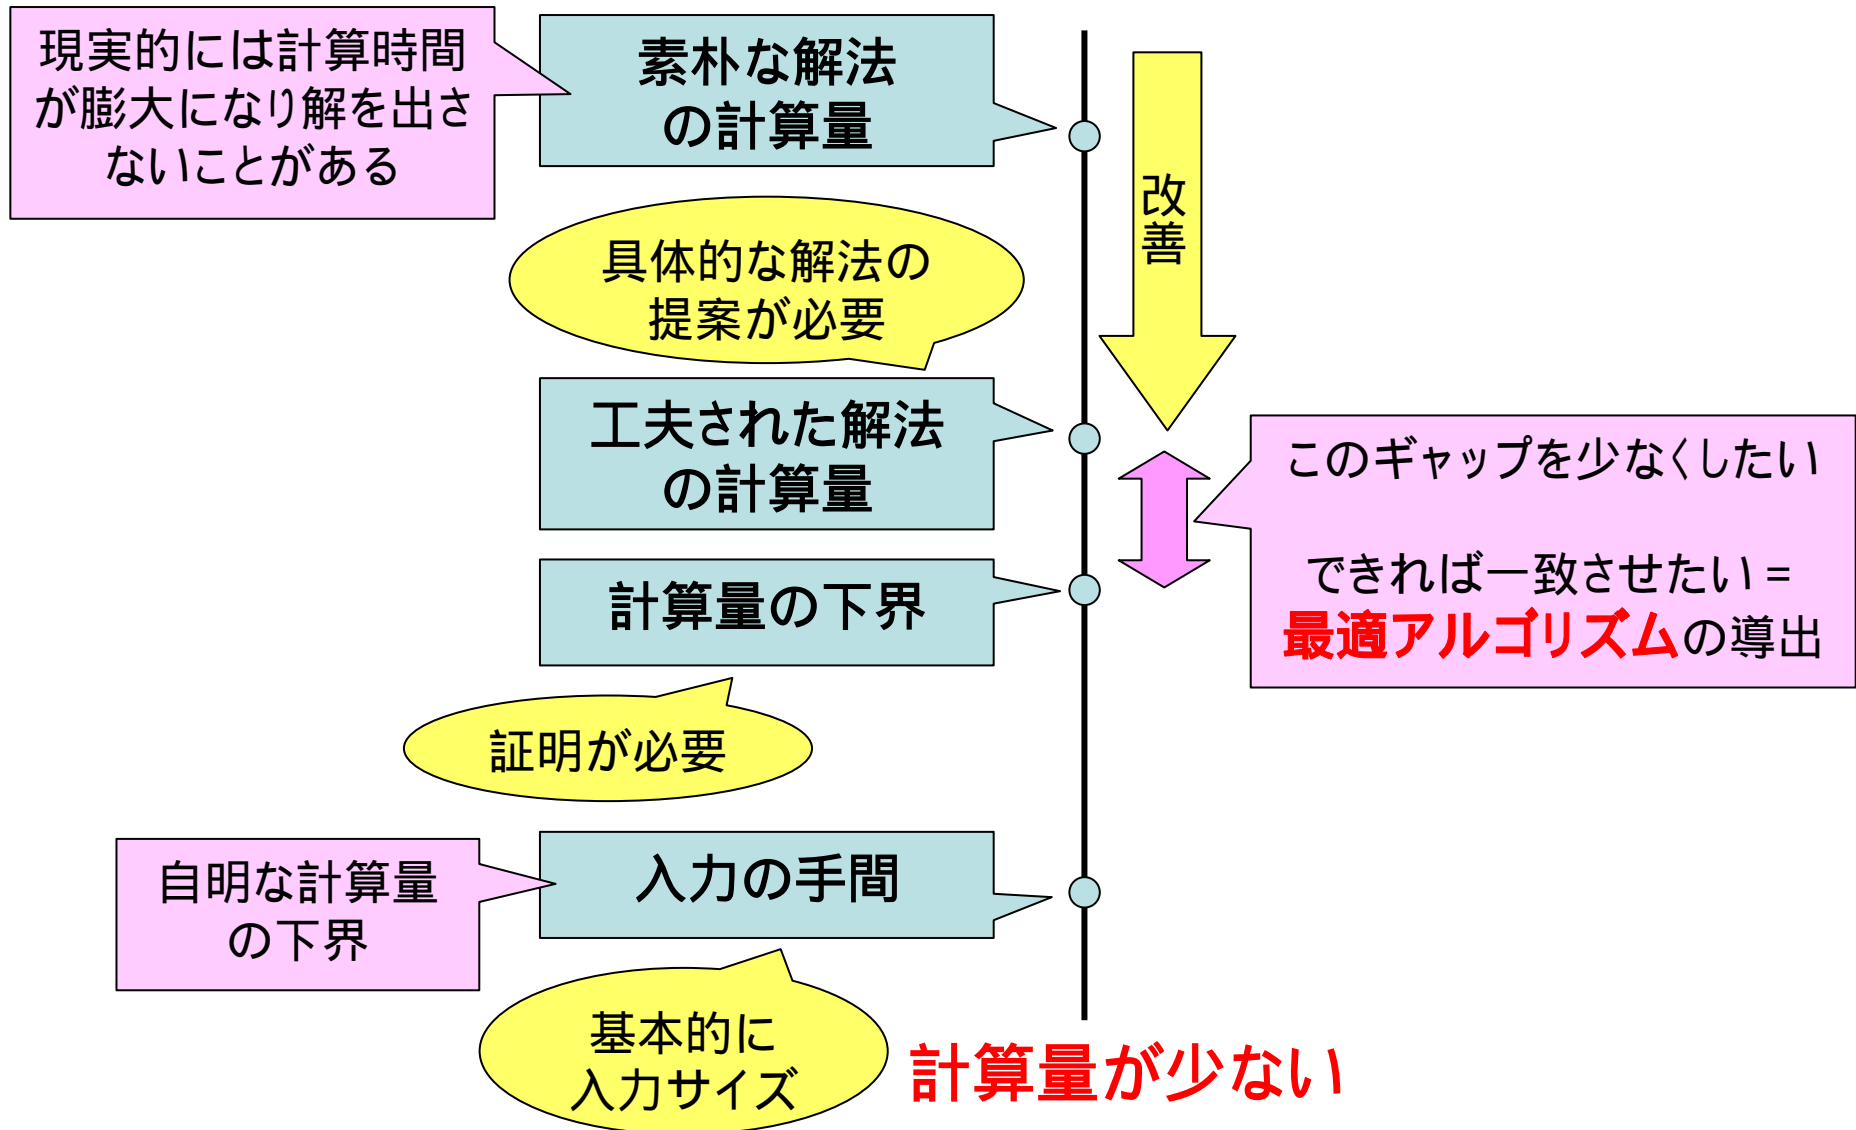 現実的には計算時間
が膨大になり解を出さ
ないことがある
素朴な解法
の計算量
改善
具体的な解法の
提案が必要
工夫された解法
の計算量
このギャップを少なくしたい
できれば一致させたい =
最適アルゴリズムの導出
計算量の下界
証明が必要
自明な計算量
の下界
入力の手間
基本的に
入力サイズ
計算量が少ない